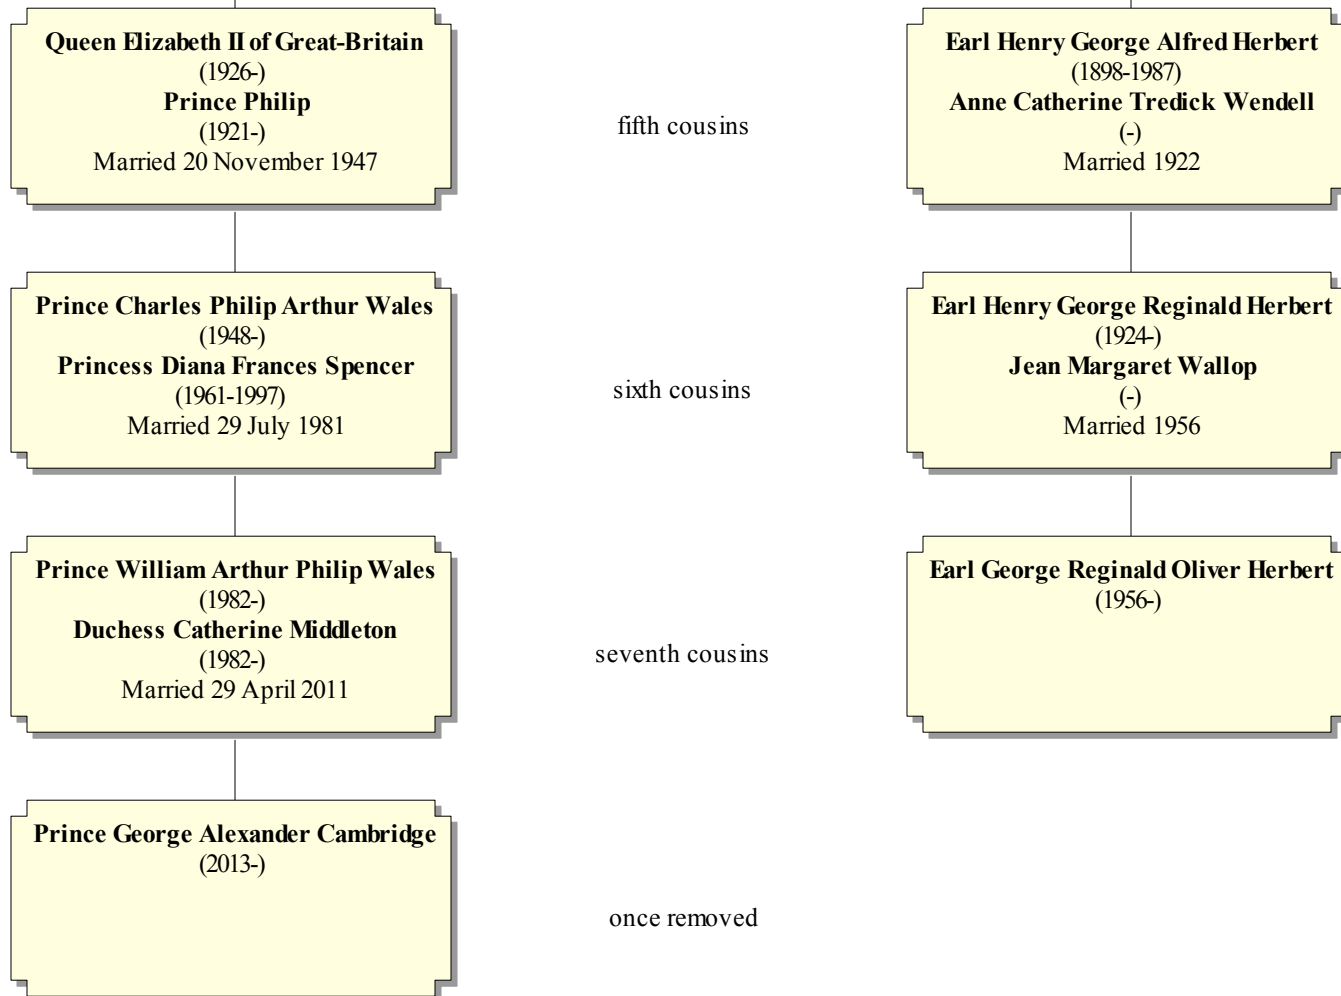 Queen Elizabeth II of Great-Britain
(1926-)
Prince Philip
(1921-)
Married 20 November 1947
fifth cousins
Earl Henry George Alfred Herbert
(1898-1987)
Anne Catherine Tredick Wendell
(-)
Married 1922
Prince Charles Philip Arthur Wales
(1948-)
Princess Diana Frances Spencer
(1961-1997)
Married 29 July 1981
sixth cousins
Earl Henry George Reginald Herbert
(1924-)
Jean Margaret Wallop
(-)
Married 1956
Prince William Arthur Philip Wales
(1982-)
Duchess Catherine Middleton
(1982-)
Married 29 April 2011
seventh cousins
Earl George Reginald Oliver Herbert
(1956-)
Prince George Alexander Cambridge
(2013-)
once removed